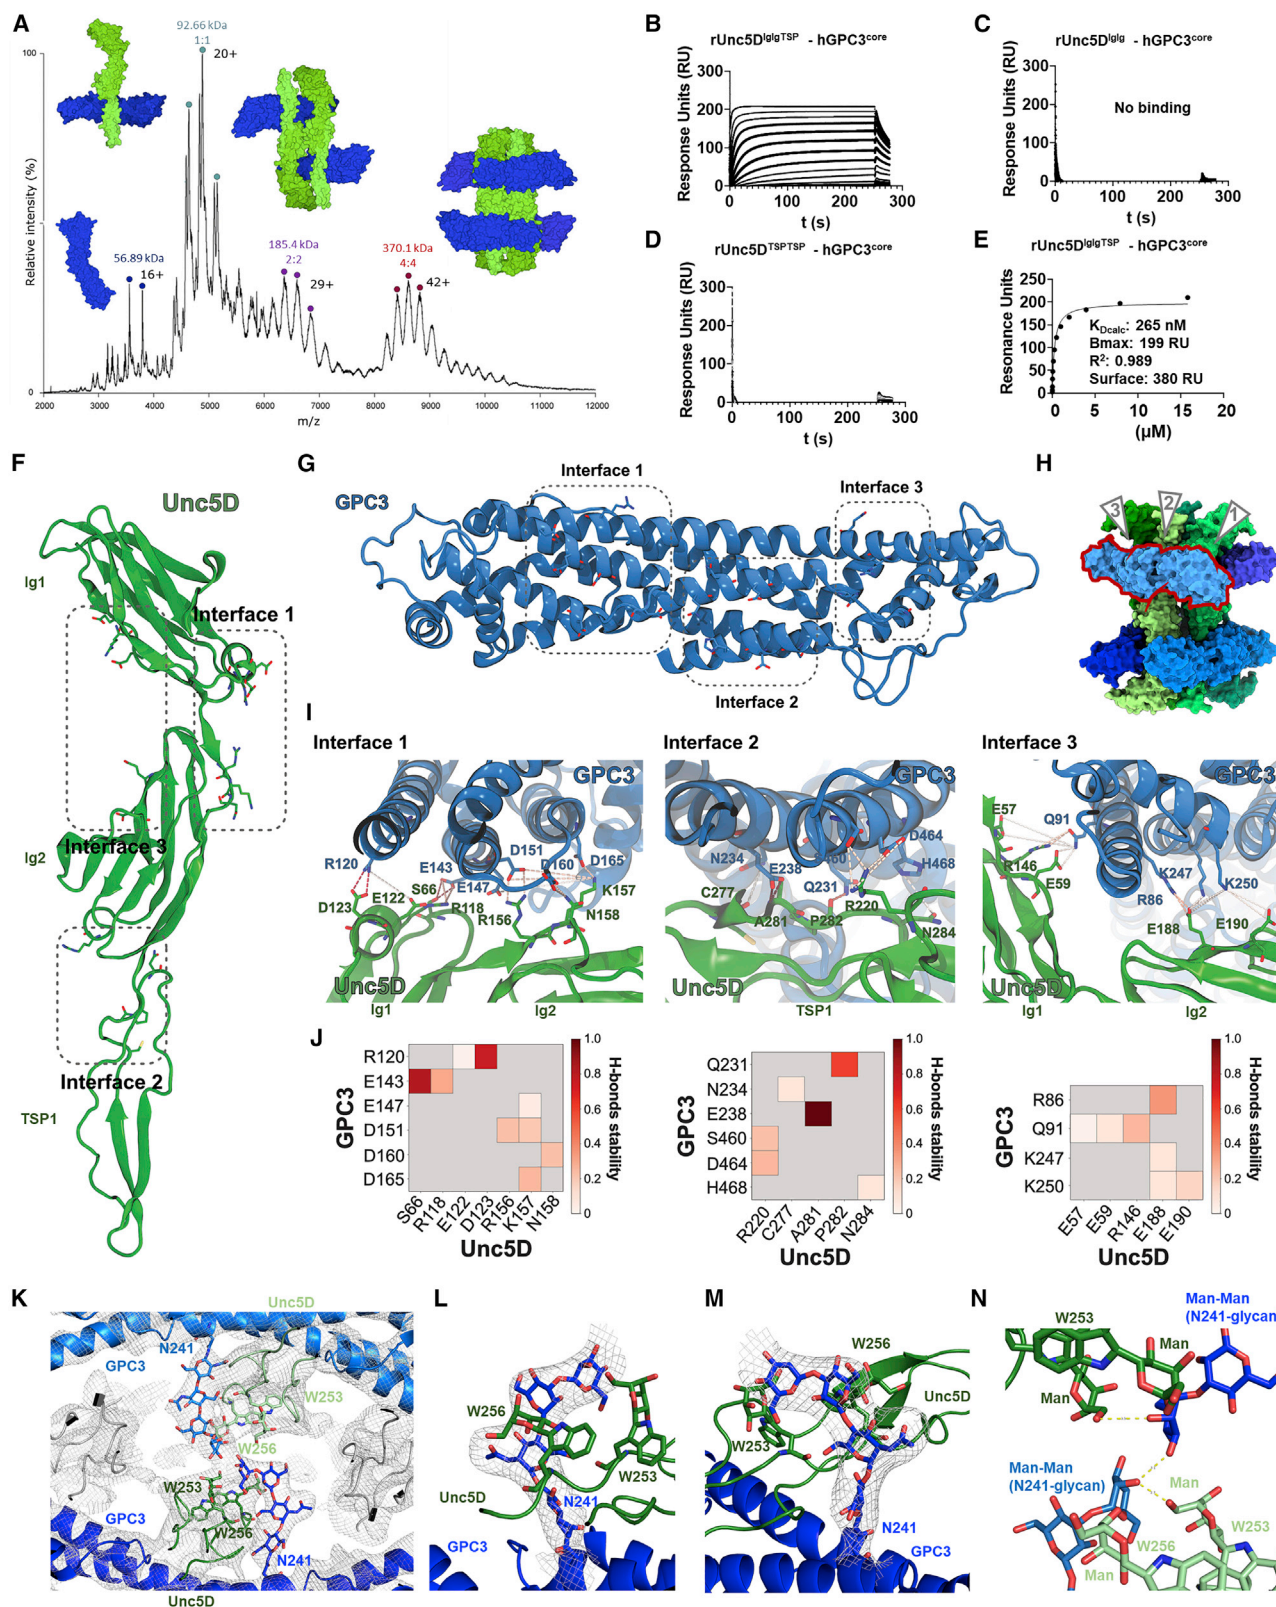 A
100
0
Relative intensity (%)
92.66 kDa
1:1
20+
56.89 kDa
16+
185.4 kDa
2:2
29+
370.1 kDa
4:4
42+
2000 3000 4000 5000 6000 7000 8000 9000 10000 11000 12000
m/z
B
rUnc5D^IgIgTSP - hGPC3^core
Response Units (RU)
300
200
100
0
0 100 200 300
t (s)
C
rUnc5D^IgIg - hGPC3^core
Response Units (RU)
300
200
100
0
No binding
0 100 200 300
t (s)
D
rUnc5D^TSPTSP - hGPC3^core
Response Units (RU)
300
200
100
0
0 100 200 300
t (s)
E
rUnc5D^IgIgTSP - hGPC3^core
Resonance Units (RU)
250
200
150
100
50
0
K_Dcalc: 265 nM
Bmax: 199 RU
R²: 0.989
Surface: 380 RU
0 5 10 15 20
(µM)
F
Unc5D
Ig1
Interface 1
Ig2
Interface 3
Interface 2
TSP1
G
GPC3
Interface 1
Interface 3
Interface 2
H
3 2 1
I
Interface 1
GPC3
R120
E143
D151
D160
D165
E147
S66
E122
D123
R118
R156
K157
N158
Unc5D
Ig1
Ig2
Interface 2
GPC3
N234
E238
S460
D464
H468
Q231
C277
A281
P282
R220
N284
Unc5D
TSP1
Interface 3
GPC3
E57
Q91
R146
E59
K247
K250
R86
E188
E190
Unc5D
Ig1
Ig2
J
GPC3
R120
E143
E147
D151
D160
D165
S66 R118 E122 D123 R156 K157 N158
Unc5D
1.0
0.8
0.6
0.4
0.2
0
H-bonds stability
GPC3
Q231
N234
E238
S460
D464
H468
R220 C277 A281 P282 N284
Unc5D
1.0
0.8
0.6
0.4
0.2
0
H-bonds stability
GPC3
R86
Q91
K247
K250
E57 E59 R146 E188 E190
Unc5D
1.0
0.8
0.6
0.4
0.2
0.0
H-bonds stability
K
Unc5D
N241
GPC3
W253
W256
W253
GPC3
W256
N241
Unc5D
L
W256
W253
Unc5D
N241
GPC3
M
W256
Unc5D
W253
N241
GPC3
N
Man-Man
(N241-glycan)
W253
Man
Man
Man-Man
(N241-glycan)
Man
W253
W256
Man